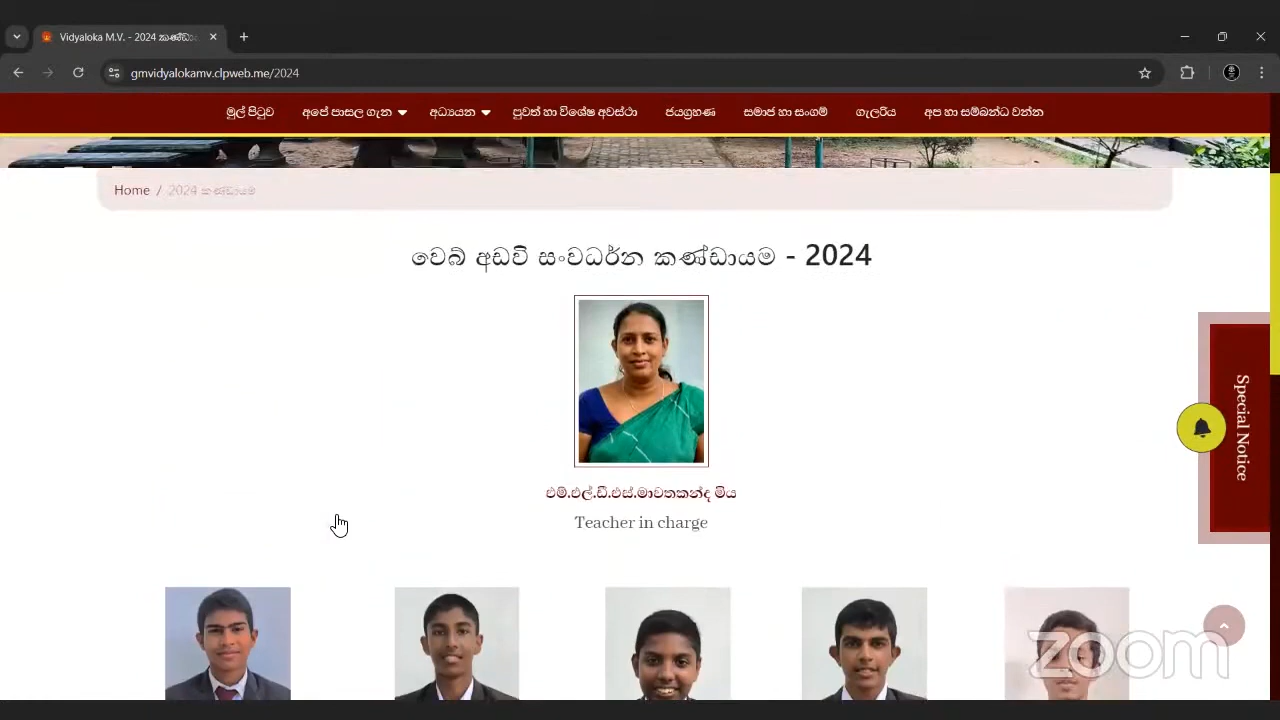 Vidyaloka M.V. - 2024 කණ්ඩා
gmvidyalokamv.clpweb.me/2024
මුල් පිටුව අපේ පාසල ගැන අධ්‍යයන පුවත් හා විශේෂ අවස්ථා ජයග්‍රහණ සමාජ හා සංගම් ගැලරිය අප හා සම්බන්ධ වන්න
Home / 2024 කණ්ඩායම
වෙබ් අඩවි සංවර්ධන කණ්ඩායම - 2024
එම්.එල්.ඩී.එස්.මාවතකන්ද මිය
Teacher in charge
Special Notice
zoom